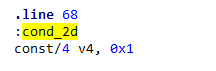 .line 68
:cond_2d
const/4 v4, 0x1